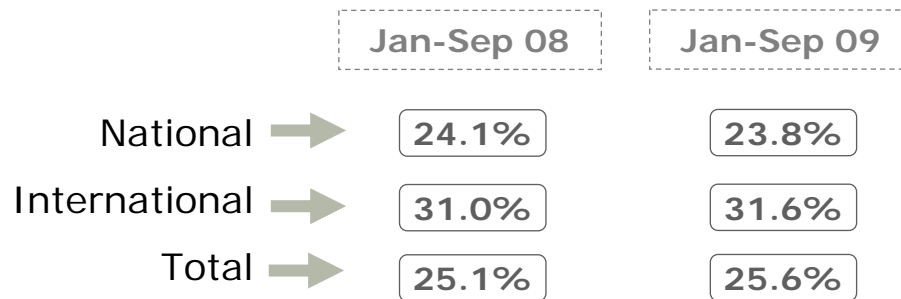 Jan-Sep 08 Jan-Sep 09
National 24.1% 23.8%
International 31.0% 31.6%
Total 25.1% 25.6%